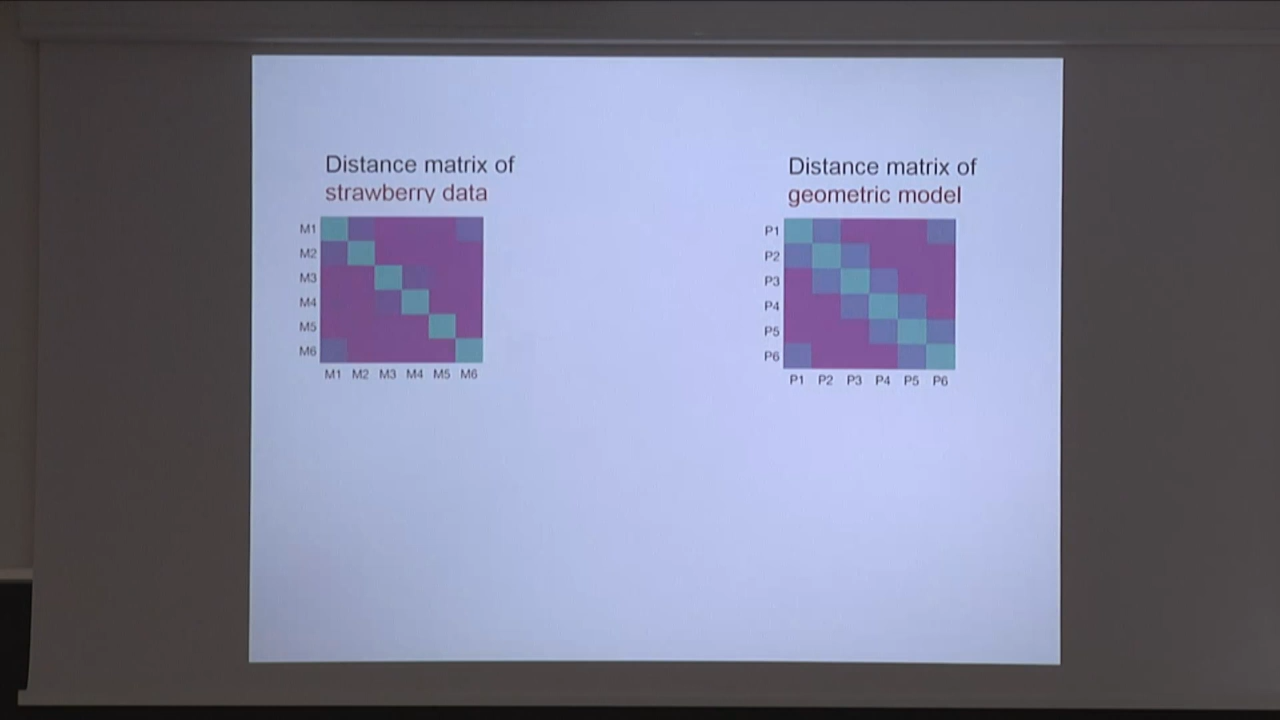 Distance matrix of
strawberry data
M1
M2
M3
M4
M5
M6
M1 M2 M3 M4 M5 M6
Distance matrix of
geometric model
P1
P2
P3
P4
P5
P6
P1 P2 P3 P4 P5 P6